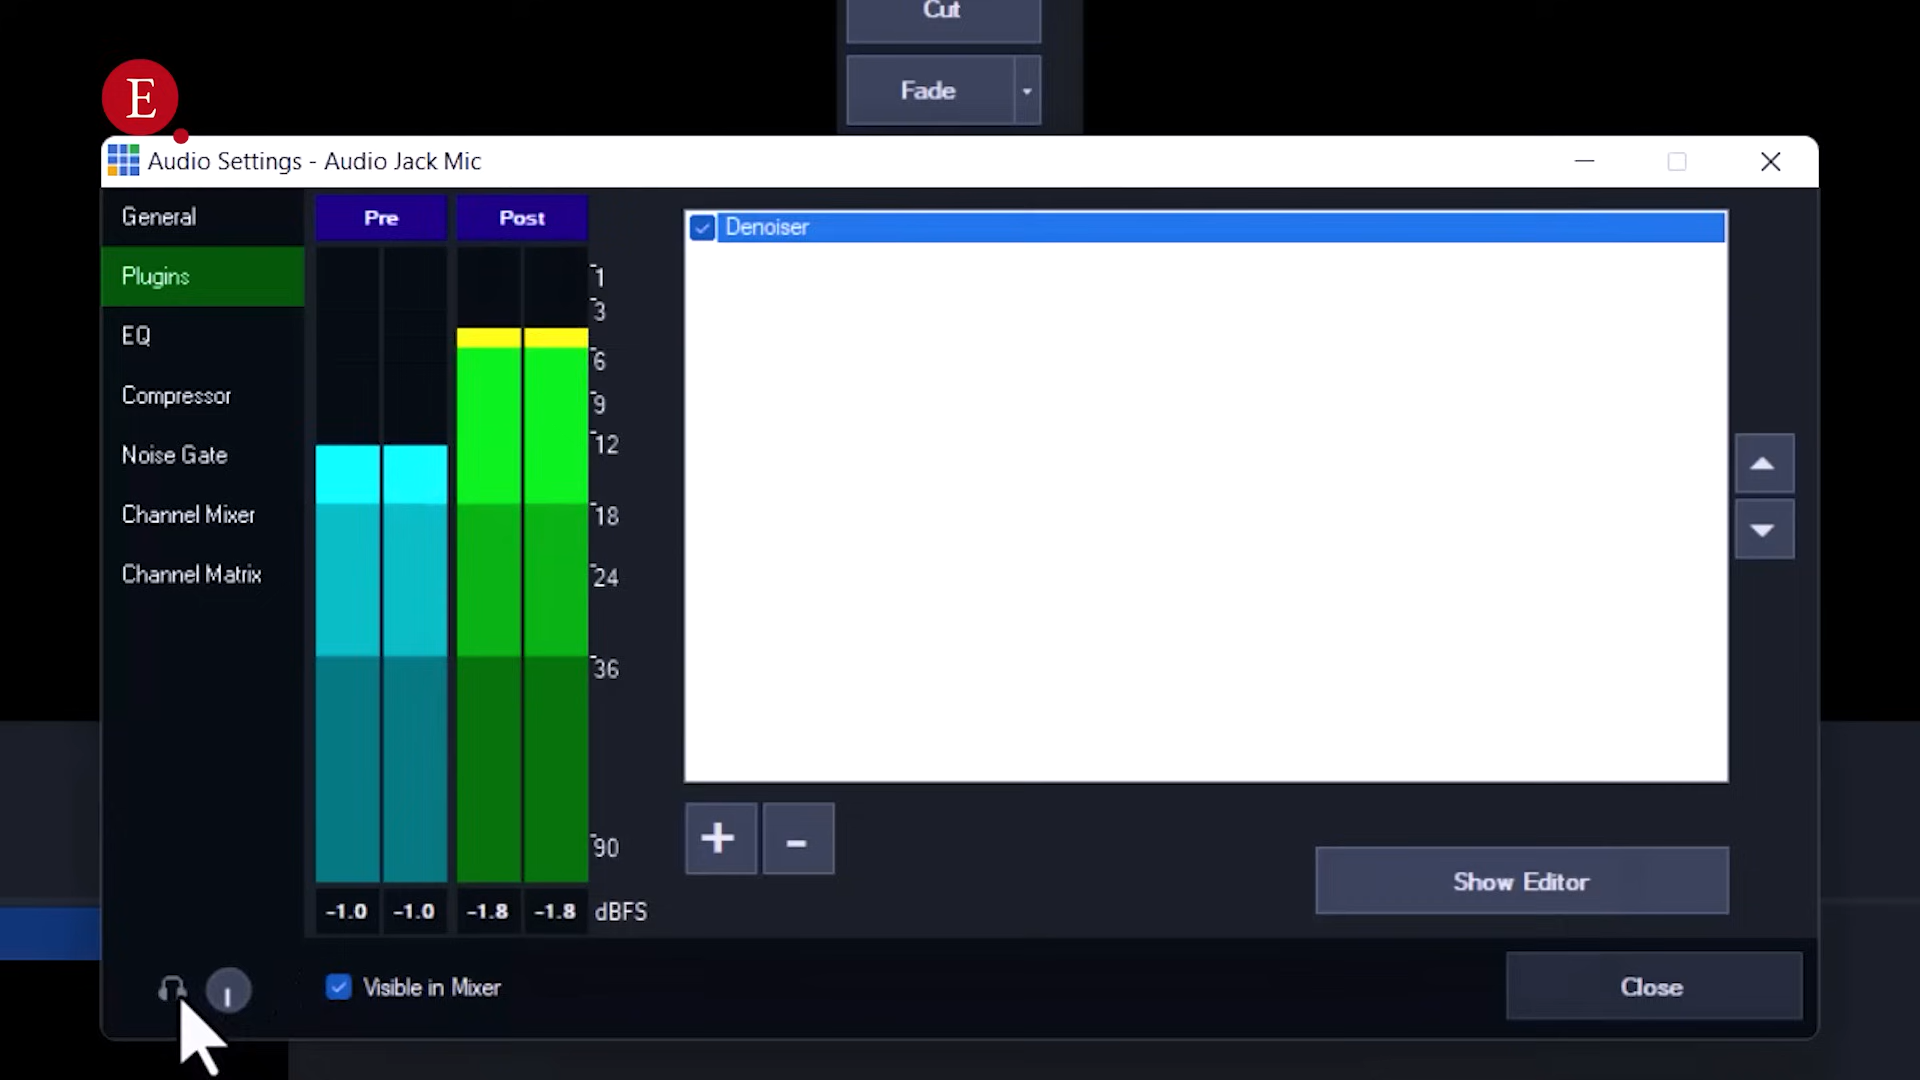 Cut
Fade
E
Audio Settings - Audio Jack Mic
General
Plugins
EQ
Compressor
Noise Gate
Channel Mixer
Channel Matrix
Pre
Post
1
3
6
9
12
18
24
36
90
-1.0 -1.0 -1.8 -1.8 dBFS
Denoiser
+ -
Show Editor
Visible in Mixer
Close